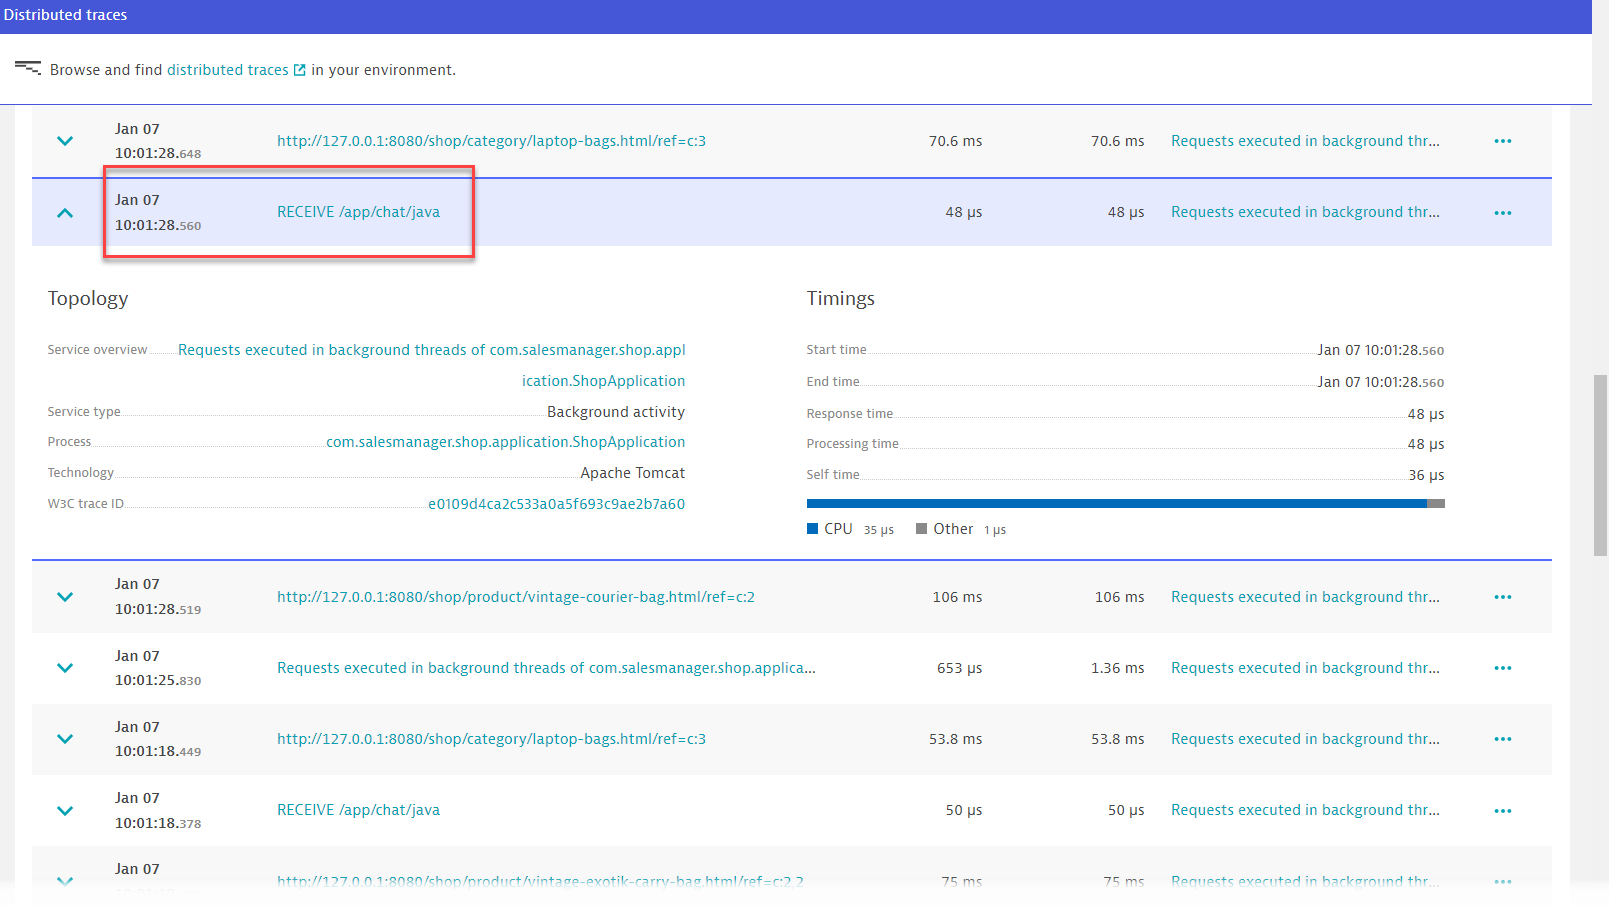 Distributed traces
Browse and find distributed traces in your environment.
Jan 07
10:01:28.648
http://127.0.0.1:8080/shop/category/laptop-bags.html/ref=c:3
70.6 ms
70.6 ms
Requests executed in background thr...
Jan 07
10:01:28.560
RECEIVE /app/chat/java
48 µs
48 µs
Requests executed in background thr...
Topology
Service overview
Requests executed in background threads of com.salesmanager.shop.appl
ication.ShopApplication
Service type
Background activity
Process
com.salesmanager.shop.application.ShopApplication
Technology
Apache Tomcat
W3C trace ID
e0109d4ca2c533a0a5f693c9ae2b7a60
Timings
Start time
Jan 07 10:01:28.560
End time
Jan 07 10:01:28.560
Response time
48 µs
Processing time
48 µs
Self time
36 µs
CPU 35 µs
Other 1 µs
Jan 07
10:01:28.519
http://127.0.0.1:8080/shop/product/vintage-courier-bag.html/ref=c:2
106 ms
106 ms
Requests executed in background thr...
Jan 07
10:01:25.830
Requests executed in background threads of com.salesmanager.shop.applica...
653 µs
1.36 ms
Requests executed in background thr...
Jan 07
10:01:18.449
http://127.0.0.1:8080/shop/category/laptop-bags.html/ref=c:3
53.8 ms
53.8 ms
Requests executed in background thr...
Jan 07
10:01:18.378
RECEIVE /app/chat/java
50 µs
50 µs
Requests executed in background thr...
Jan 07
http://127.0.0.1:8080/shop/product/vintage-exotik-carry-bag.html/ref=c:2,2
75 ms
75 ms
Requests executed in background thr...